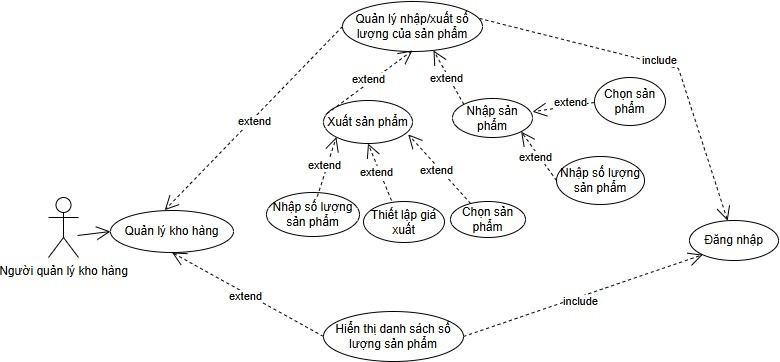 Quản lý nhập/xuất số
lượng của sản phẩm
include
extend
extend
extend
Chọn sản
phẩm
extend
Nhập sản
phẩm
Xuất sản phẩm
extend
extend
extend
extend
extend
Nhập số lượng
sản phẩm
Nhập số lượng
sản phẩm
Thiết lập giá
xuất
Chọn sản
phẩm
Quản lý kho hàng
Đăng nhập
Người quản lý kho hàng
extend
include
Hiển thị danh sách số
lượng sản phẩm